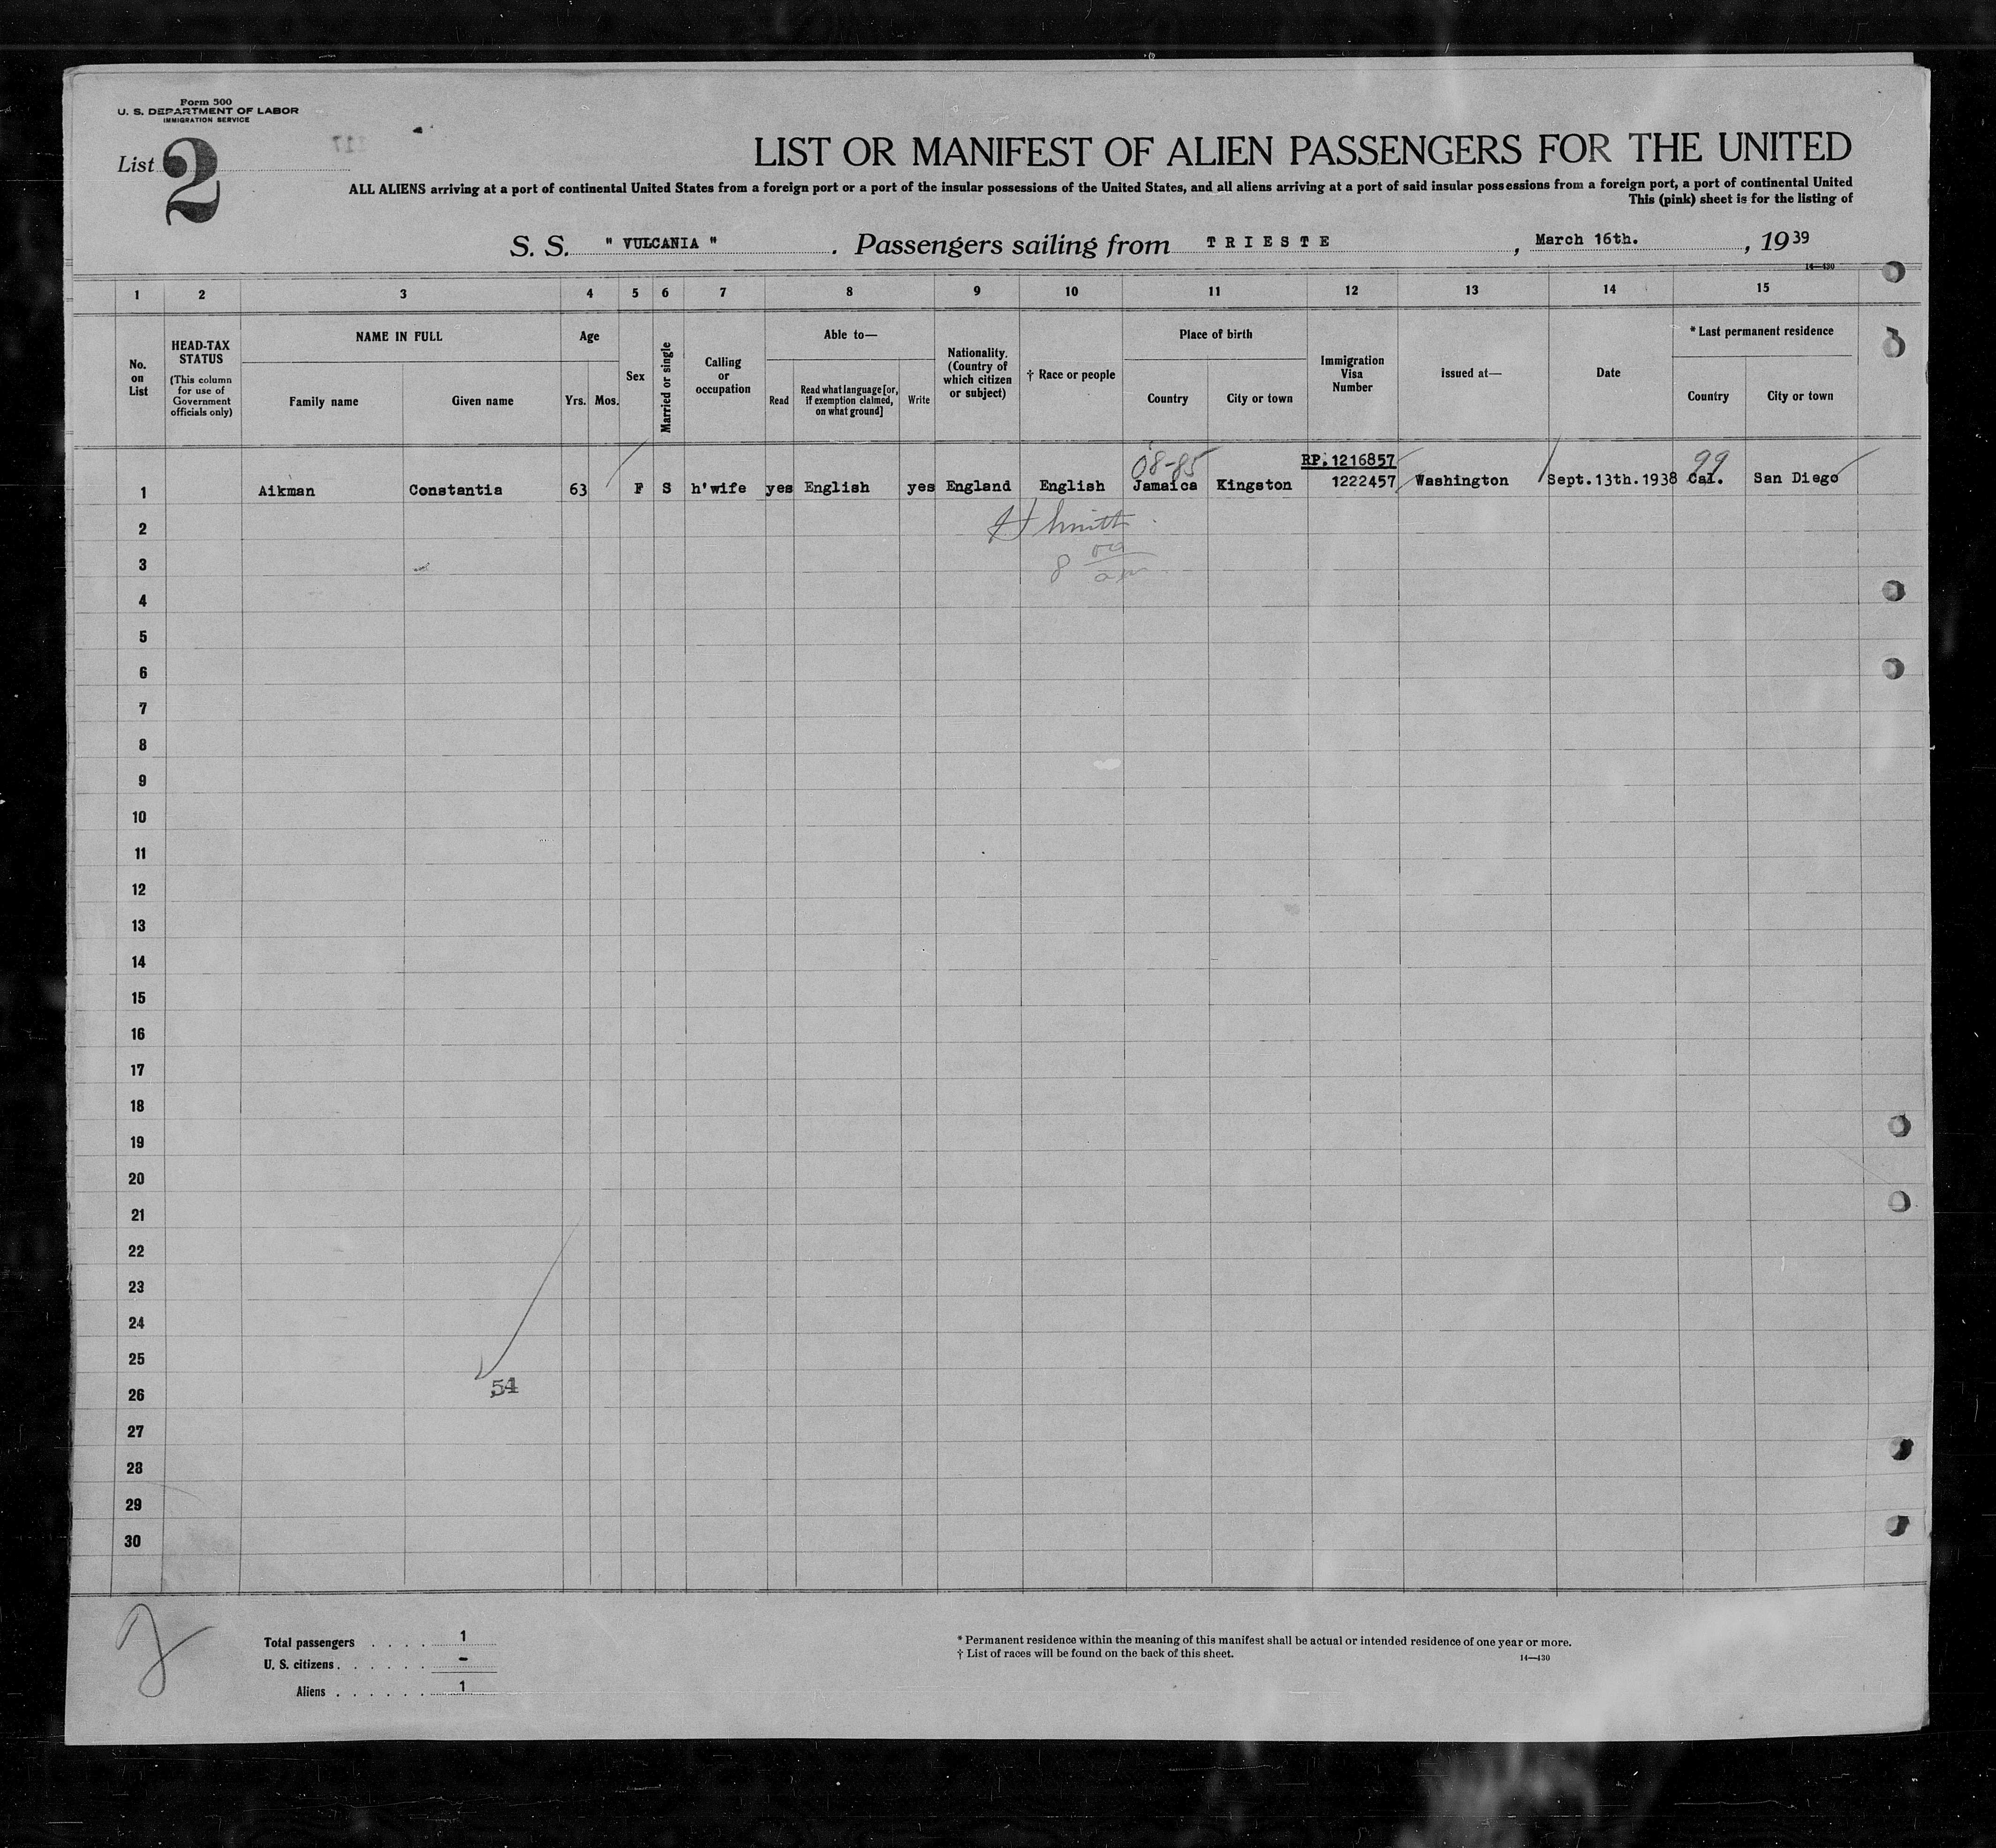 Form 500
U. S. DEPARTMENT OF LABOR
IMMIGRATION SERVICE
List 2
LIST OR MANIFEST OF ALIEN PASSENGERS FOR THE UNITED
ALL ALIENS arriving at a port of continental United States from a foreign port or a port of the insular possessions of the United States, and all aliens arriving at a port of said insular possessions from a foreign port, a port of continental United
This (pink) sheet is for the listing of
S. S. " VULCANIA " . Passengers sailing from TRIESTE , March 16th. , 1939
14—430
1 2 3 4 5 6 7 8 9 10 11 12 13 14 15
No. on List
HEAD-TAX STATUS
(This column for use of Government officials only)
NAME IN FULL
Family name Given name
Age
Yrs. Mos.
Sex
Married or single
Calling or occupation
Able to—
Read Read what language [or, if exemption claimed, on what ground] Write
Nationality. (Country of which citizen or subject)
† Race or people
Place of birth
Country City or town
Immigration Visa Number
Issued at—
Date
* Last permanent residence
Country City or town
08-85 RP. 1216857 99
1 Aikman Constantia 63 F S h'wife yes English yes England English Jamaica Kingston 1222457 Washington Sept.13th.1938 Cal. San Diego
2
3
4
5
6
7
8
9
10
11
12
13
14
15
16
17
18
19
20
21
22
23
24
25
26
54
27
28
29
30
Total passengers . . . . 1
U. S. citizens . . . . . . -
Aliens . . . . . . 1
* Permanent residence within the meaning of this manifest shall be actual or intended residence of one year or more.
† List of races will be found on the back of this sheet.
14—430